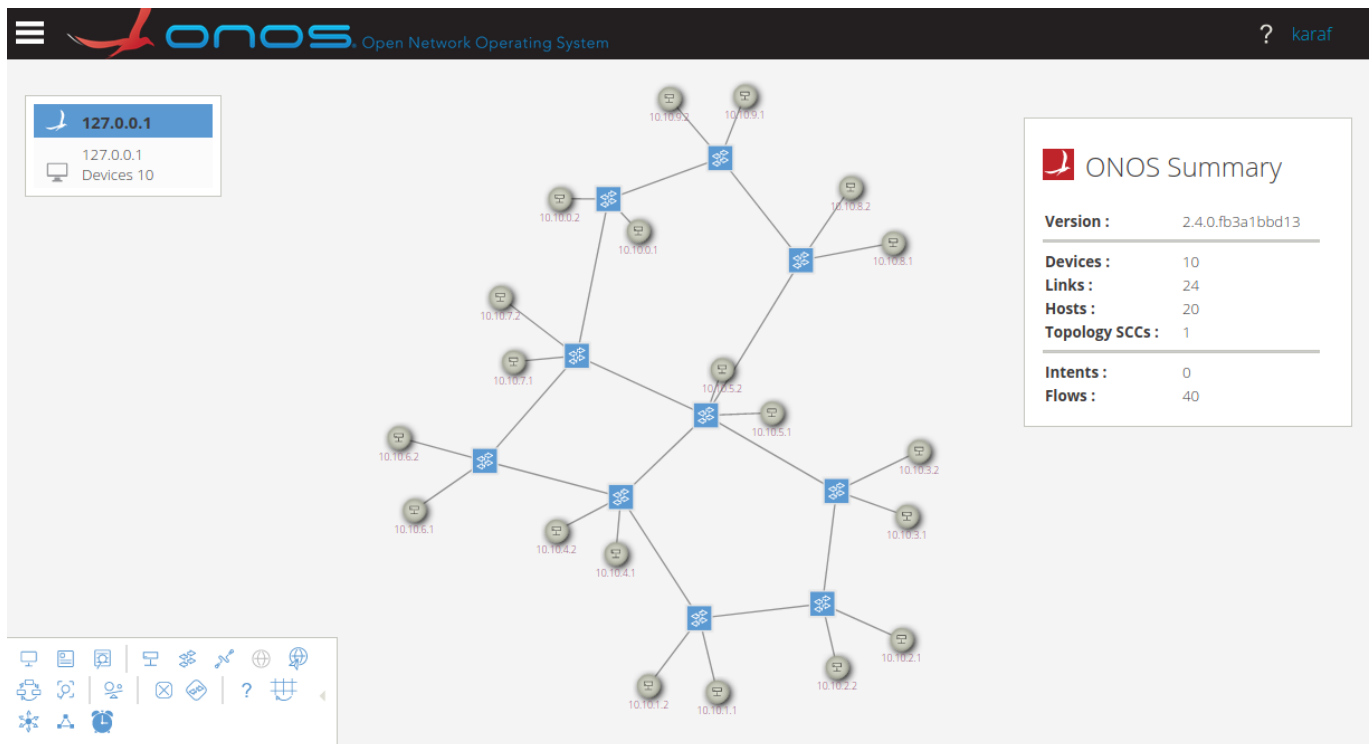 onos. Open Network Operating System
? karaf
127.0.0.1
127.0.0.1
Devices 10
ONOS Summary
Version : 2.4.0.fb3a1bbd13
Devices : 10
Links : 24
Hosts : 20
Topology SCCs : 1
Intents : 0
Flows : 40
10.10.9.2
10.10.9.1
10.10.0.2
10.10.0.1
10.10.8.2
10.10.8.1
10.10.7.2
10.10.7.1
10.10.5.2
10.10.5.1
10.10.6.2
10.10.6.1
10.10.4.2
10.10.4.1
10.10.3.2
10.10.3.1
10.10.2.1
10.10.2.2
10.10.1.2
10.10.1.1
?